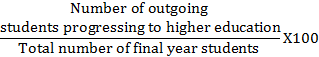 Number of outgoing
students progressing to higher education
X100
Total number of final year students